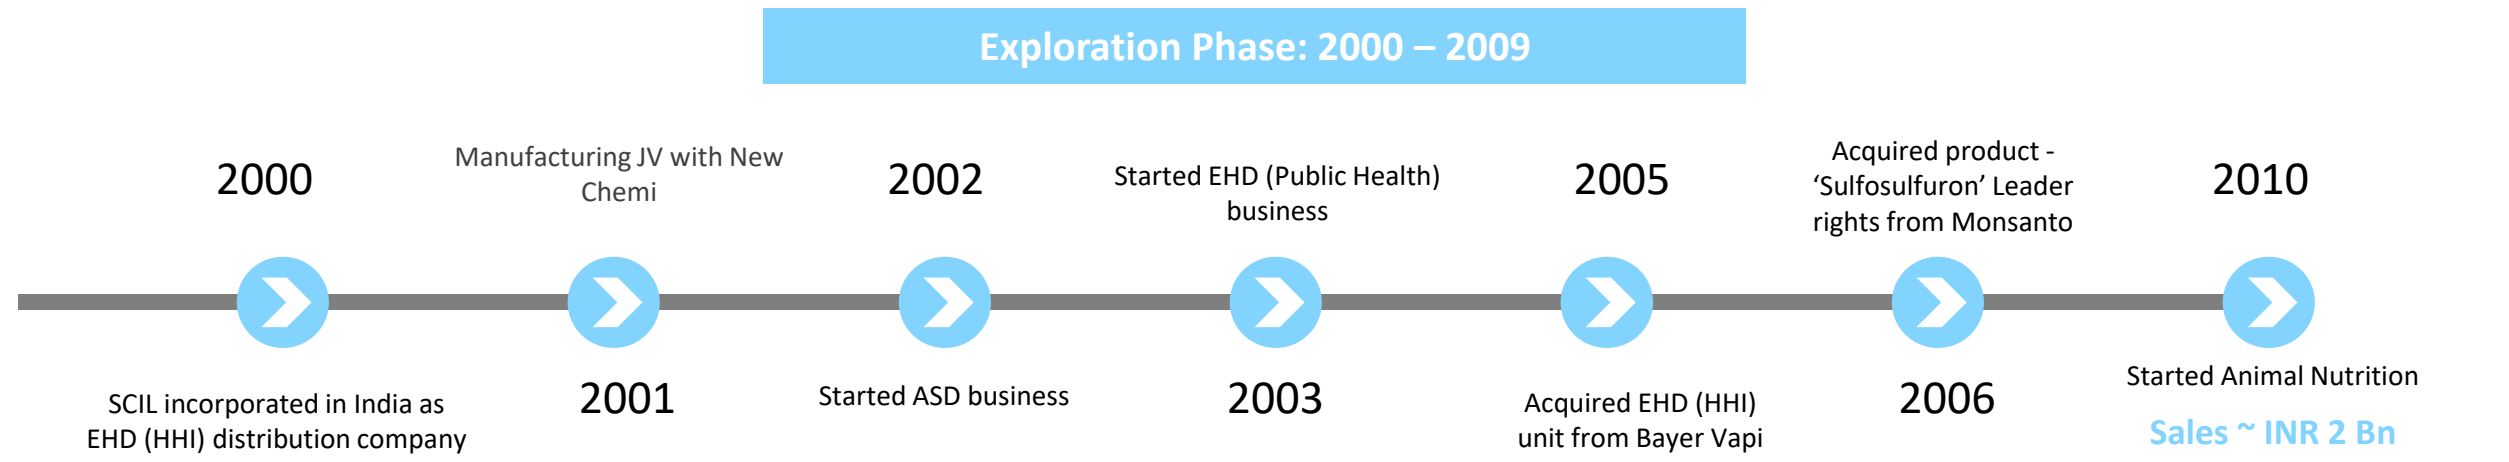 Exploration Phase: 2000 – 2009
2000
SCIL incorporated in India as
EHD (HHI) distribution company
Manufacturing JV with New
Chemi
2001
2002
Started ASD business
Started EHD (Public Health)
business
2003
2005
Acquired EHD (HHI)
unit from Bayer Vapi
Acquired product -
‘Sulfosulfuron’ Leader
rights from Monsanto
2006
2010
Started Animal Nutrition
Sales ~ INR 2 Bn